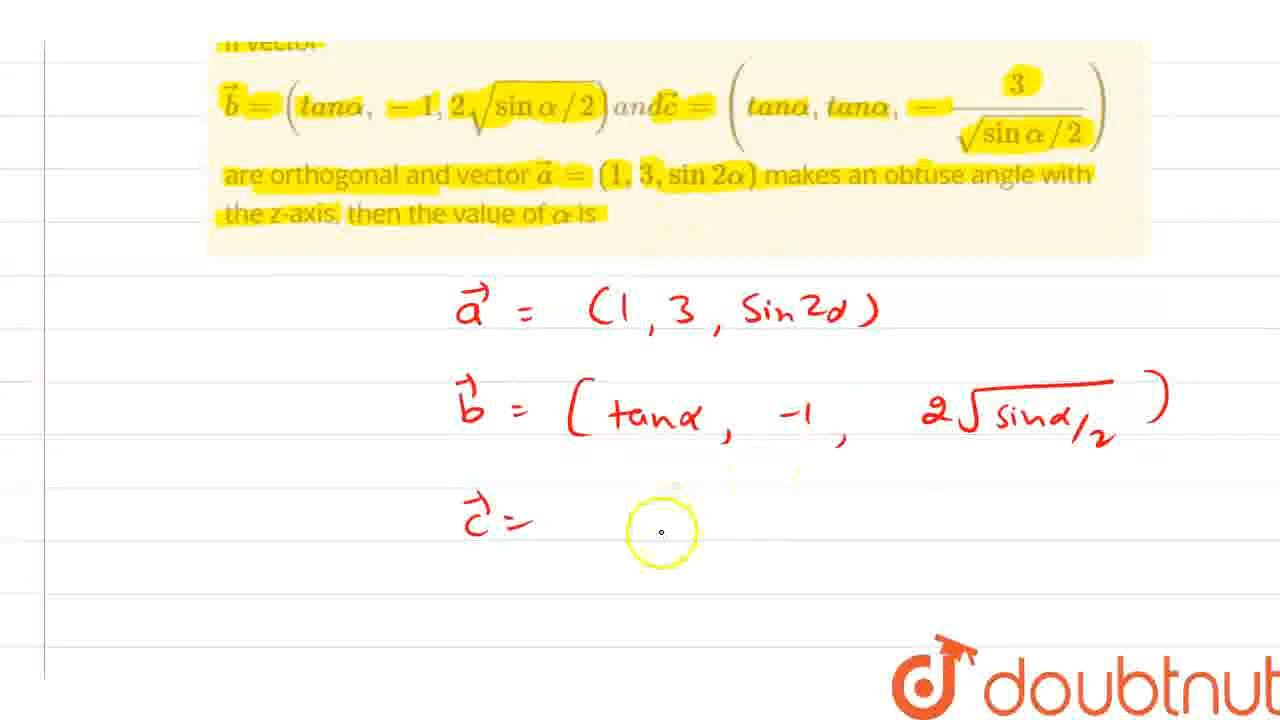 If vector
b⃗ = (tanα, −1, 2√(sin α/2)) and c⃗ = (tanα, tanα, − 3/√(sin α/2))
are orthogonal and vector a⃗ = (1, 3, sin 2α) makes an obtuse angle with
the z-axis, then the value of α is
a⃗ = (1, 3, Sin2α)
b⃗ = (tanα, −1, 2√(sinα/2))
c⃗ =
doubtnut